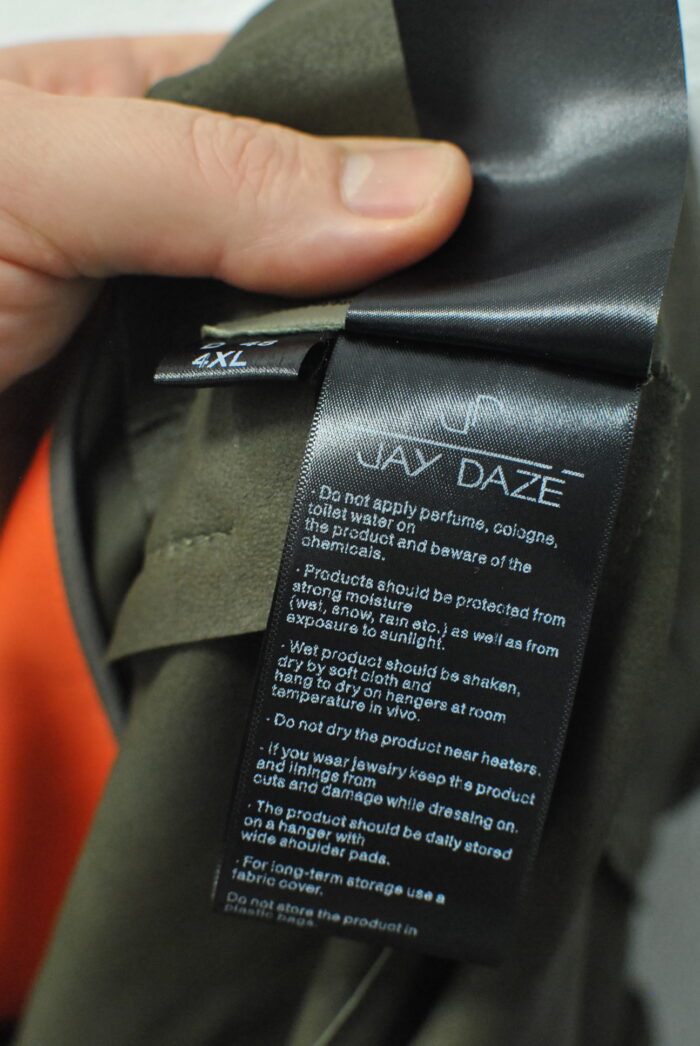 4XL
JAY DAZE
· Do not apply perfume, cologne,
toilet water on
the product and beware of the
chemicals.
· Products should be protected from
strong moisture
(wet, snow, rain etc.) as well as from
exposure to sunlight.
· Wet product should be shaken,
dry by soft cloth and
hang to dry on hangers at room
temperature in vivo.
· Do not dry the product near heaters.
· If you wear jewelry keep the product
and linings from
cuts and damage while dressing on.
· The product should be daily stored
on a hanger with
wide shoulder pads.
· For long-term storage use a
fabric cover.
Do not store the product in
plastic bags.